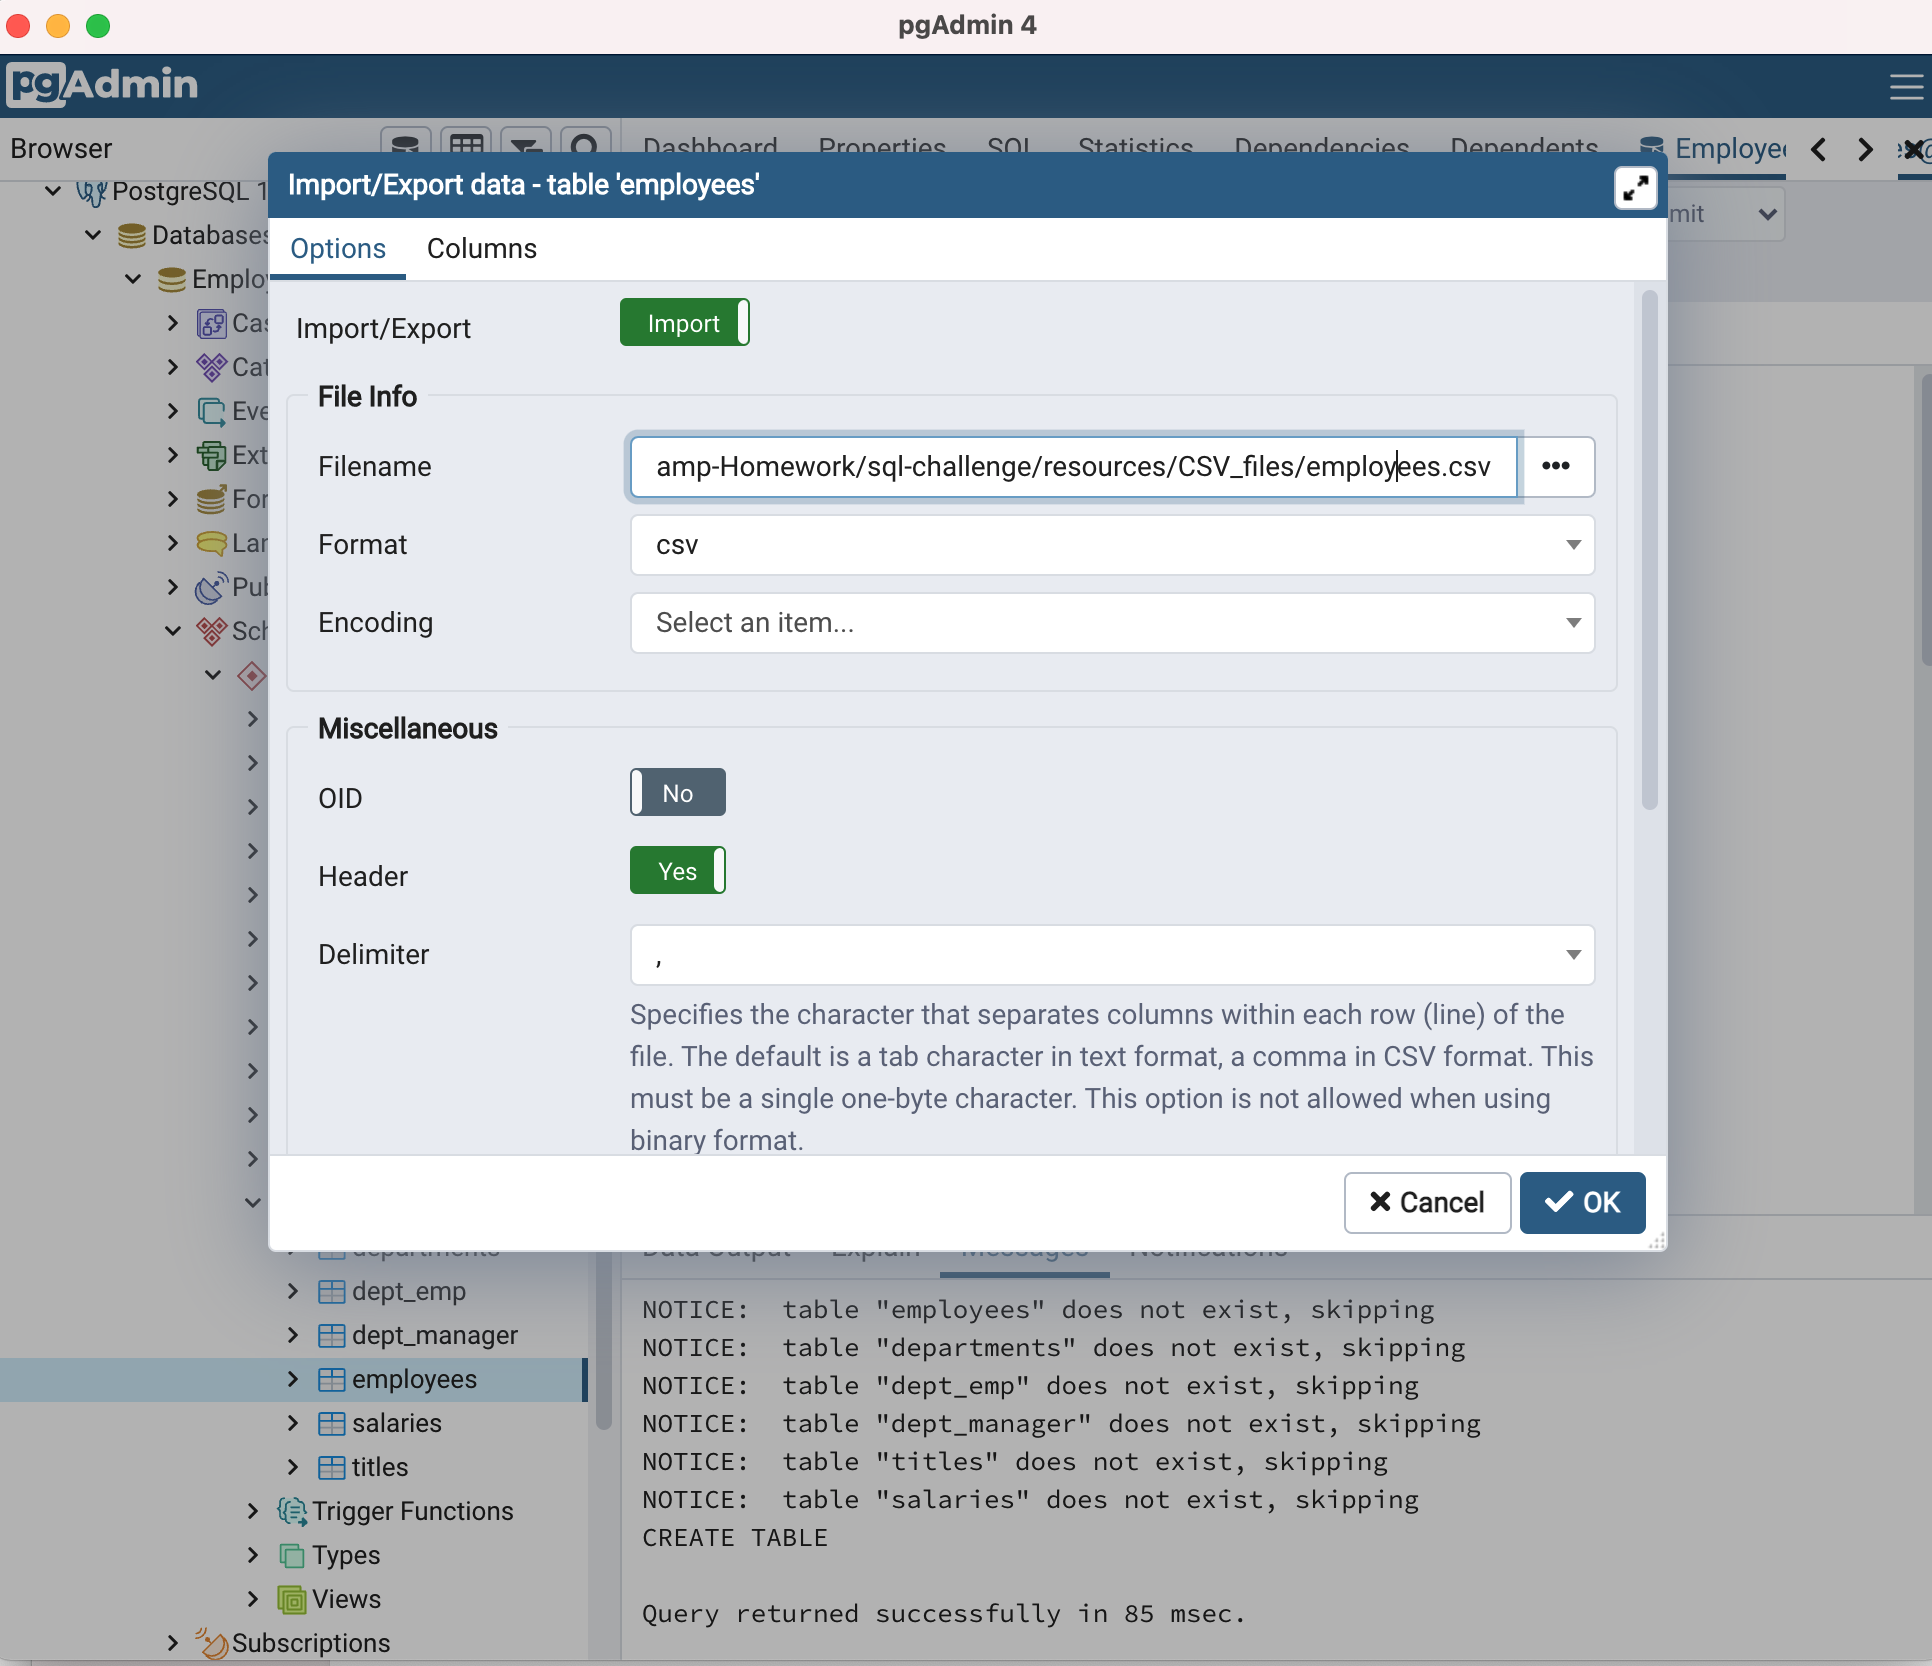 pgAdmin 4
pgAdmin
Browser
Dashboard Properties SQL Statistics Dependencies Dependents Employe
PostgreSQL 1
Databases
Emplo
Cas
Cat
Eve
Ext
For
Lan
Pub
Sch
Import/Export data - table 'employees'
mit
Options Columns
Import/Export Import
File Info
Filename amp-Homework/sql-challenge/resources/CSV_files/employees.csv •••
Format csv
Encoding Select an item...
Miscellaneous
OID No
Header Yes
Delimiter ,
Specifies the character that separates columns within each row (line) of the
file. The default is a tab character in text format, a comma in CSV format. This
must be a single one-byte character. This option is not allowed when using
binary format.
Cancel OK
departments
dept_emp
dept_manager
employees
salaries
titles
Trigger Functions
Types
Views
Subscriptions
Data Output Explain Messages Notifications
NOTICE: table "employees" does not exist, skipping
NOTICE: table "departments" does not exist, skipping
NOTICE: table "dept_emp" does not exist, skipping
NOTICE: table "dept_manager" does not exist, skipping
NOTICE: table "titles" does not exist, skipping
NOTICE: table "salaries" does not exist, skipping
CREATE TABLE
Query returned successfully in 85 msec.